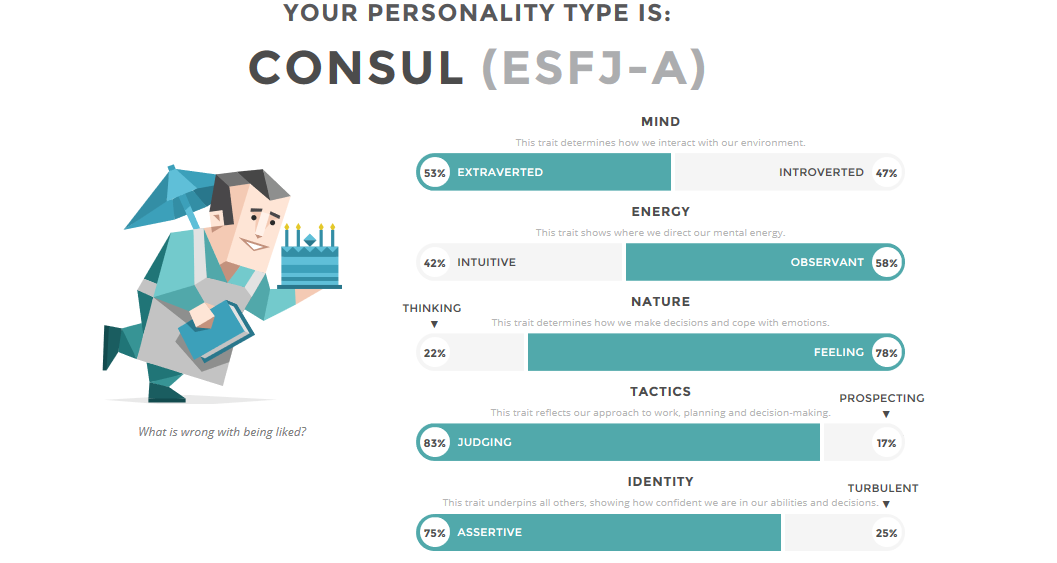 YOUR PERSONALITY TYPE IS:
CONSUL (ESFJ-A)
MIND
This trait determines how we interact with our environment.
53% EXTRAVERTED INTROVERTED 47%
ENERGY
This trait shows where we direct our mental energy.
42% INTUITIVE OBSERVANT 58%
NATURE
THINKING
This trait determines how we make decisions and cope with emotions.
22% FEELING 78%
TACTICS
PROSPECTING
This trait reflects our approach to work, planning and decision-making.
83% JUDGING 17%
IDENTITY
TURBULENT
This trait underpins all others, showing how confident we are in our abilities and decisions.
75% ASSERTIVE 25%
What is wrong with being liked?